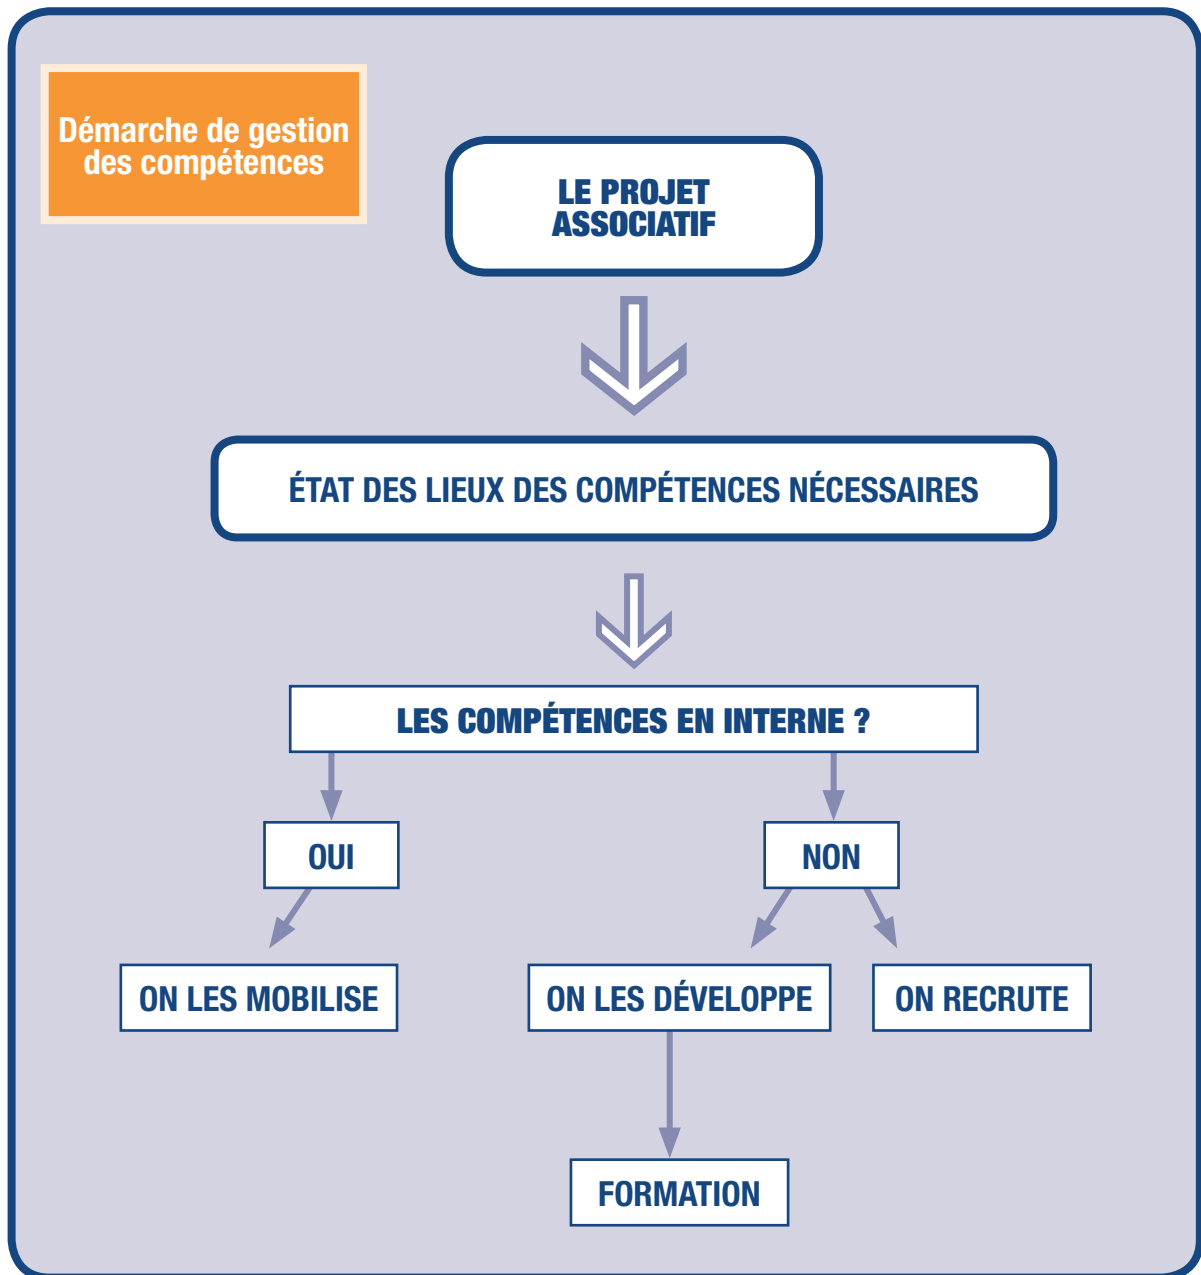 Démarche de gestion
des compétences
LE PROJET
ASSOCIATIF
ÉTAT DES LIEUX DES COMPÉTENCES NÉCESSAIRES
LES COMPÉTENCES EN INTERNE ?
OUI
NON
ON LES MOBILISE
ON LES DÉVELOPPE
ON RECRUTE
FORMATION